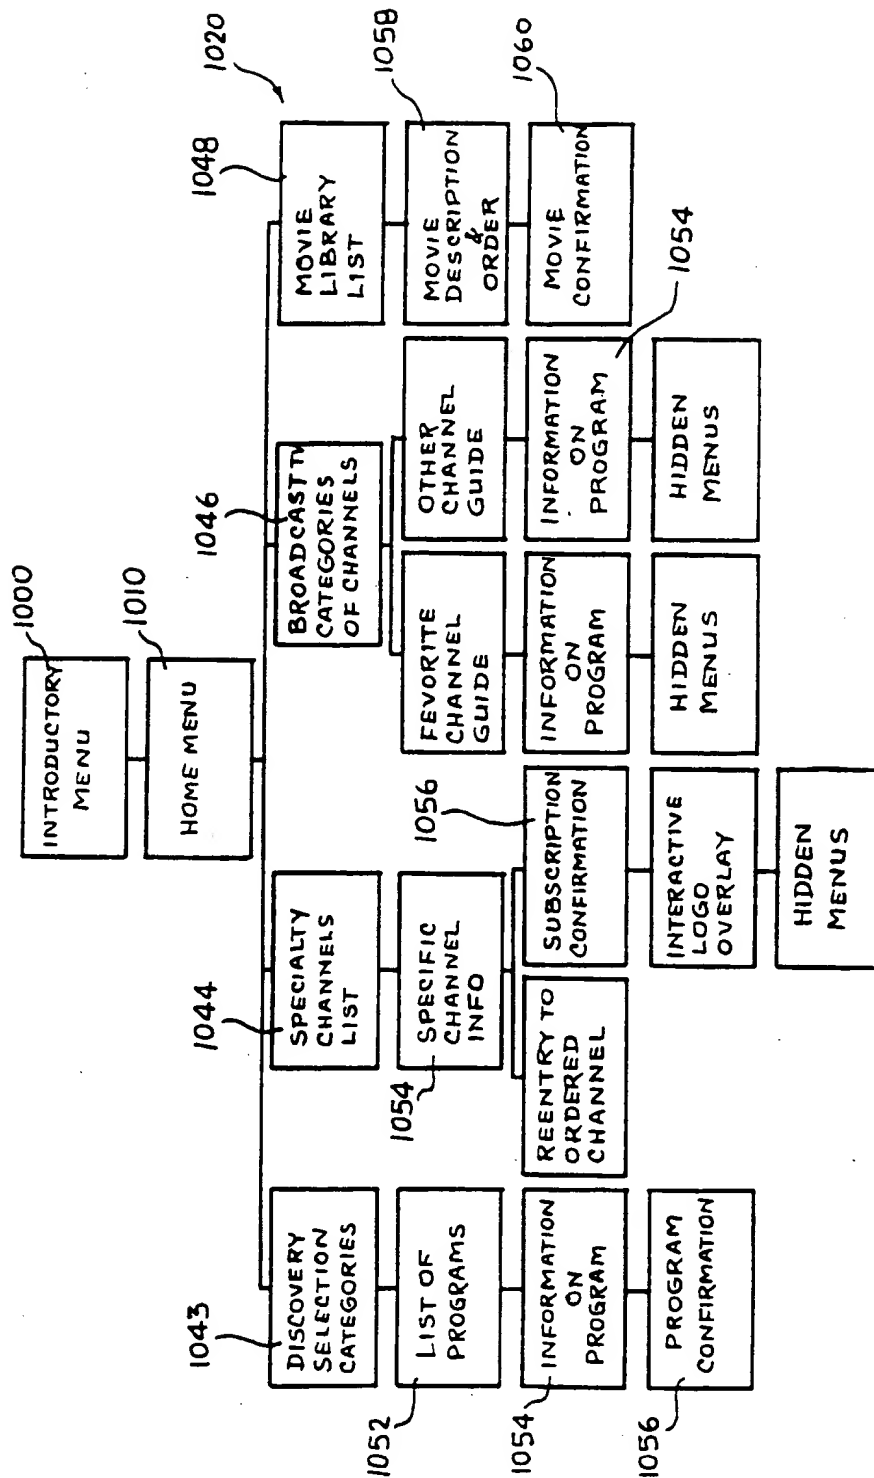 1000
INTRODUCTORY
MENU
1010
HOME MENU
1020
1043
DISCOVERY
SELECTION
CATEGORIES
1052
LIST OF
PROGRAMS
1054
INFORMATION
ON
PROGRAM
1056
PROGRAM
CONFIRMATION
1044
SPECIALTY
CHANNELS
LIST
1054
SPECIFIC
CHANNEL
INFO
REENTRY TO
ORDERED
CHANNEL
1056
SUBSCRIPTION
CONFIRMATION
INTERACTIVE
LOGO
OVERLAY
HIDDEN
MENUS
1046
BROADCAST TV
CATEGORIES
OF CHANNELS
FEVORITE
CHANNEL
GUIDE
INFORMATION
ON
PROGRAM
HIDDEN
MENUS
OTHER
CHANNEL
GUIDE
INFORMATION
ON
PROGRAM
1054
HIDDEN
MENUS
1048
MOVIE
LIBRARY
LIST
1058
MOVIE
DESCRIPTION
&
ORDER
1060
MOVIE
CONFIRMATION